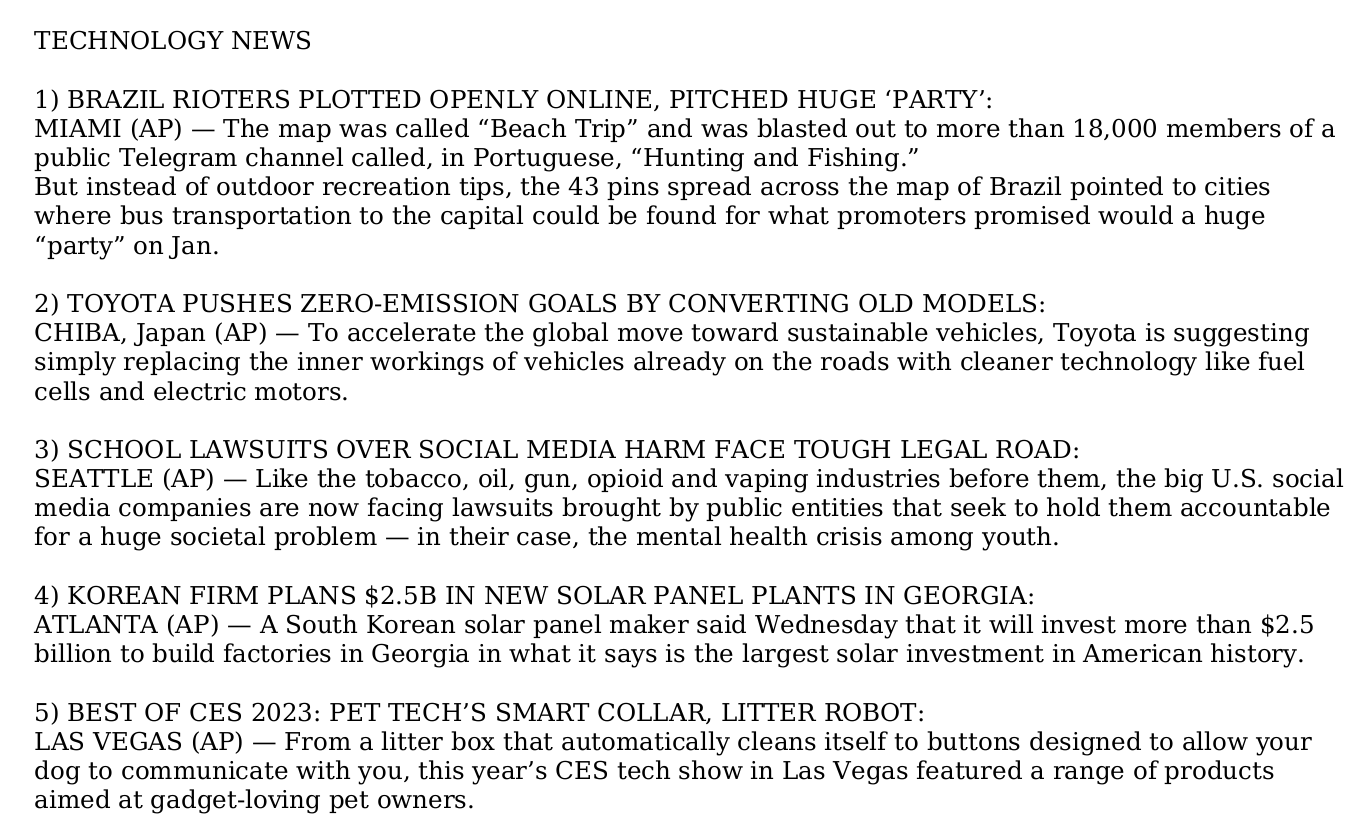 TECHNOLOGY NEWS
1) BRAZIL RIOTERS PLOTTED OPENLY ONLINE, PITCHED HUGE ‘PARTY’:
MIAMI (AP) — The map was called “Beach Trip” and was blasted out to more than 18,000 members of a
public Telegram channel called, in Portuguese, “Hunting and Fishing.”
But instead of outdoor recreation tips, the 43 pins spread across the map of Brazil pointed to cities
where bus transportation to the capital could be found for what promoters promised would a huge
“party” on Jan.
2) TOYOTA PUSHES ZERO-EMISSION GOALS BY CONVERTING OLD MODELS:
CHIBA, Japan (AP) — To accelerate the global move toward sustainable vehicles, Toyota is suggesting
simply replacing the inner workings of vehicles already on the roads with cleaner technology like fuel
cells and electric motors.
3) SCHOOL LAWSUITS OVER SOCIAL MEDIA HARM FACE TOUGH LEGAL ROAD:
SEATTLE (AP) — Like the tobacco, oil, gun, opioid and vaping industries before them, the big U.S. social
media companies are now facing lawsuits brought by public entities that seek to hold them accountable
for a huge societal problem — in their case, the mental health crisis among youth.
4) KOREAN FIRM PLANS $2.5B IN NEW SOLAR PANEL PLANTS IN GEORGIA:
ATLANTA (AP) — A South Korean solar panel maker said Wednesday that it will invest more than $2.5
billion to build factories in Georgia in what it says is the largest solar investment in American history.
5) BEST OF CES 2023: PET TECH’S SMART COLLAR, LITTER ROBOT:
LAS VEGAS (AP) — From a litter box that automatically cleans itself to buttons designed to allow your
dog to communicate with you, this year’s CES tech show in Las Vegas featured a range of products
aimed at gadget-loving pet owners.